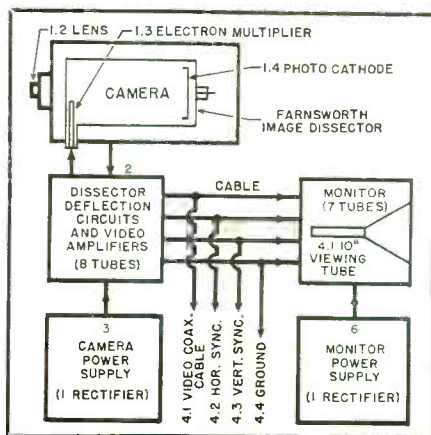 1.2 LENS
1.3 ELECTRON MULTIPLIER
1.4 PHOTO CATHODE
CAMERA
FARNSWORTH
IMAGE DISSECTOR
2
DISSECTOR
DEFLECTION
CIRCUITS
AND VIDEO
AMPLIFIERS
(8 TUBES)
CABLE
MONITOR
(7 TUBES)
4.1 10"
VIEWING
TUBE
3
CAMERA
POWER
SUPPLY
(1 RECTIFIER)
4.1 VIDEO COAX.
CABLE
4.2 HOR. SYNC.
4.3 VERT. SYNC.
4.4 GROUND
6
MONITOR
POWER
SUPPLY
(1 RECTIFIER)